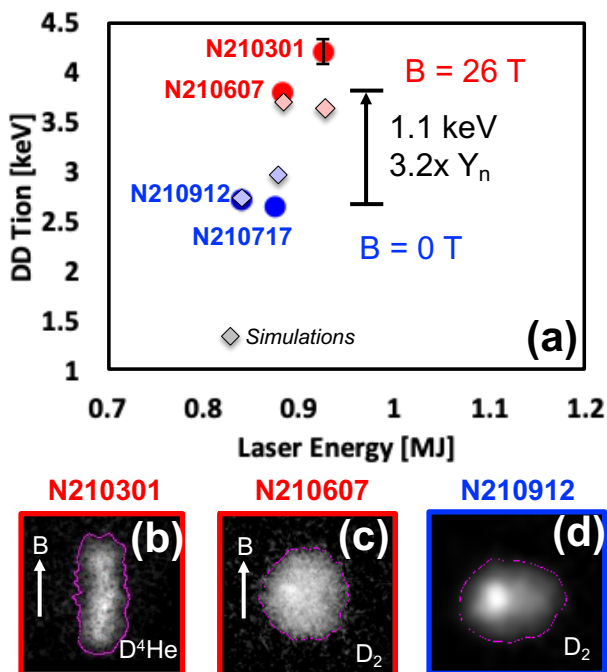 4.5
4
3.5
3
2.5
2
1.5
1
DD Tion [keV]
N210301
B = 26 T
N210607
1.1 keV
3.2x Yn
N210912
N210717
B = 0 T
Simulations
(a)
0.7 0.8 0.9 1 1.1 1.2
Laser Energy [MJ]
N210301 N210607 N210912
B (b) D⁴He
B (c) D₂
(d) D₂